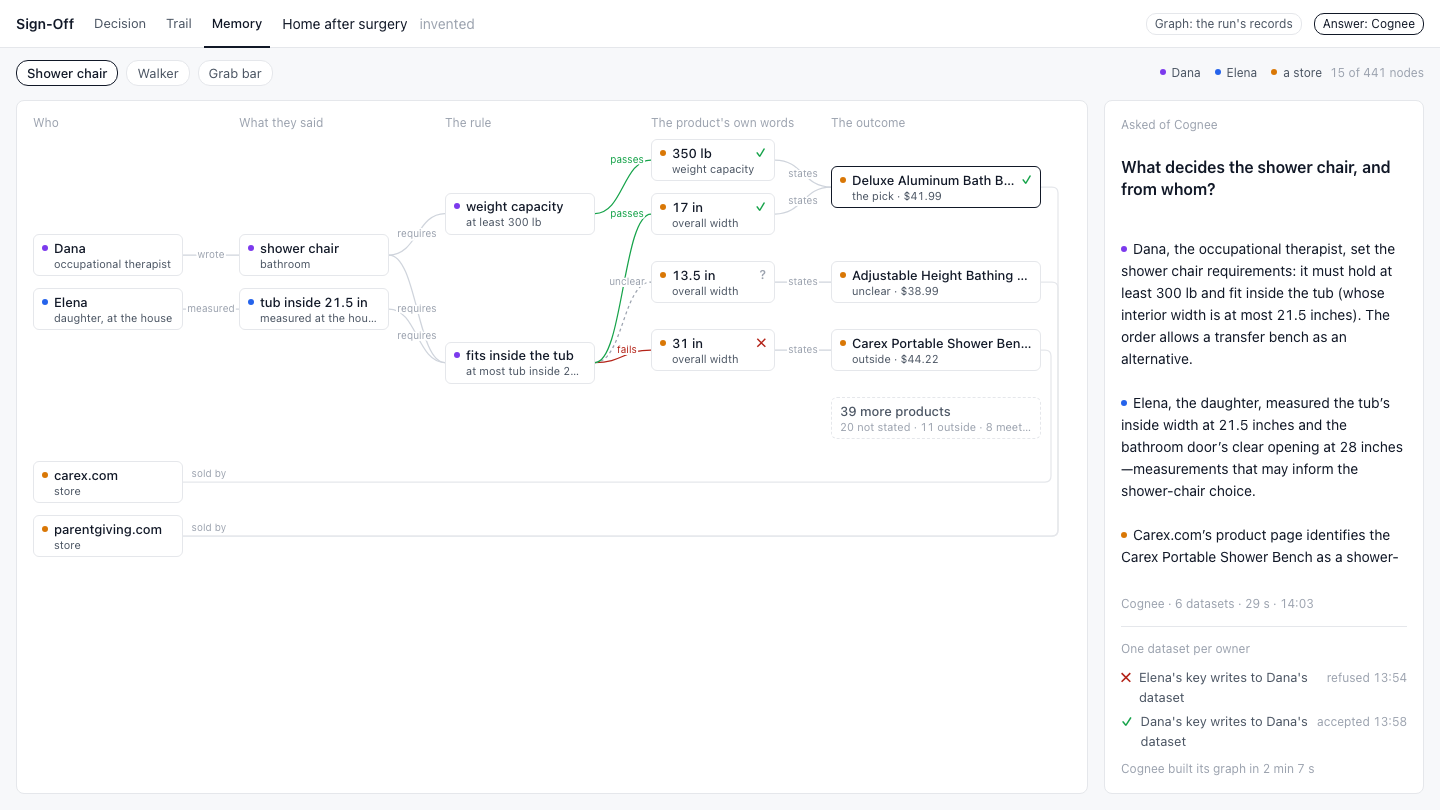 Sign-Off Decision Trail Memory Home after surgery invented Graph: the run's records Answer: Cognee
Shower chair Walker Grab bar Dana Elena a store 15 of 441 nodes
Who What they said The rule The product's own words The outcome
Dana
occupational therapist
wrote
shower chair
bathroom
Elena
daughter, at the house
measured
tub inside 21.5 in
measured at the hou...
requires
requires
requires
weight capacity
at least 300 lb
fits inside the tub
at most tub inside 2...
passes
passes
unclear
fails
350 lb
weight capacity
17 in
overall width
13.5 in ?
overall width
31 in
overall width
states
states
states
states
Deluxe Aluminum Bath B...
the pick · $41.99
Adjustable Height Bathing ...
unclear · $38.99
Carex Portable Shower Ben...
outside · $44.22
39 more products
20 not stated · 11 outside · 8 meet...
carex.com
store
sold by
parentgiving.com
store
sold by
Asked of Cognee
What decides the shower chair, and
from whom?
Dana, the occupational therapist, set the
shower chair requirements: it must hold at
least 300 lb and fit inside the tub (whose
interior width is at most 21.5 inches). The
order allows a transfer bench as an
alternative.
Elena, the daughter, measured the tub’s
inside width at 21.5 inches and the
bathroom door’s clear opening at 28 inches
—measurements that may inform the
shower-chair choice.
Carex.com’s product page identifies the
Carex Portable Shower Bench as a shower-
Cognee · 6 datasets · 29 s · 14:03
One dataset per owner
Elena's key writes to Dana's refused 13:54
dataset
Dana's key writes to Dana's accepted 13:58
dataset
Cognee built its graph in 2 min 7 s